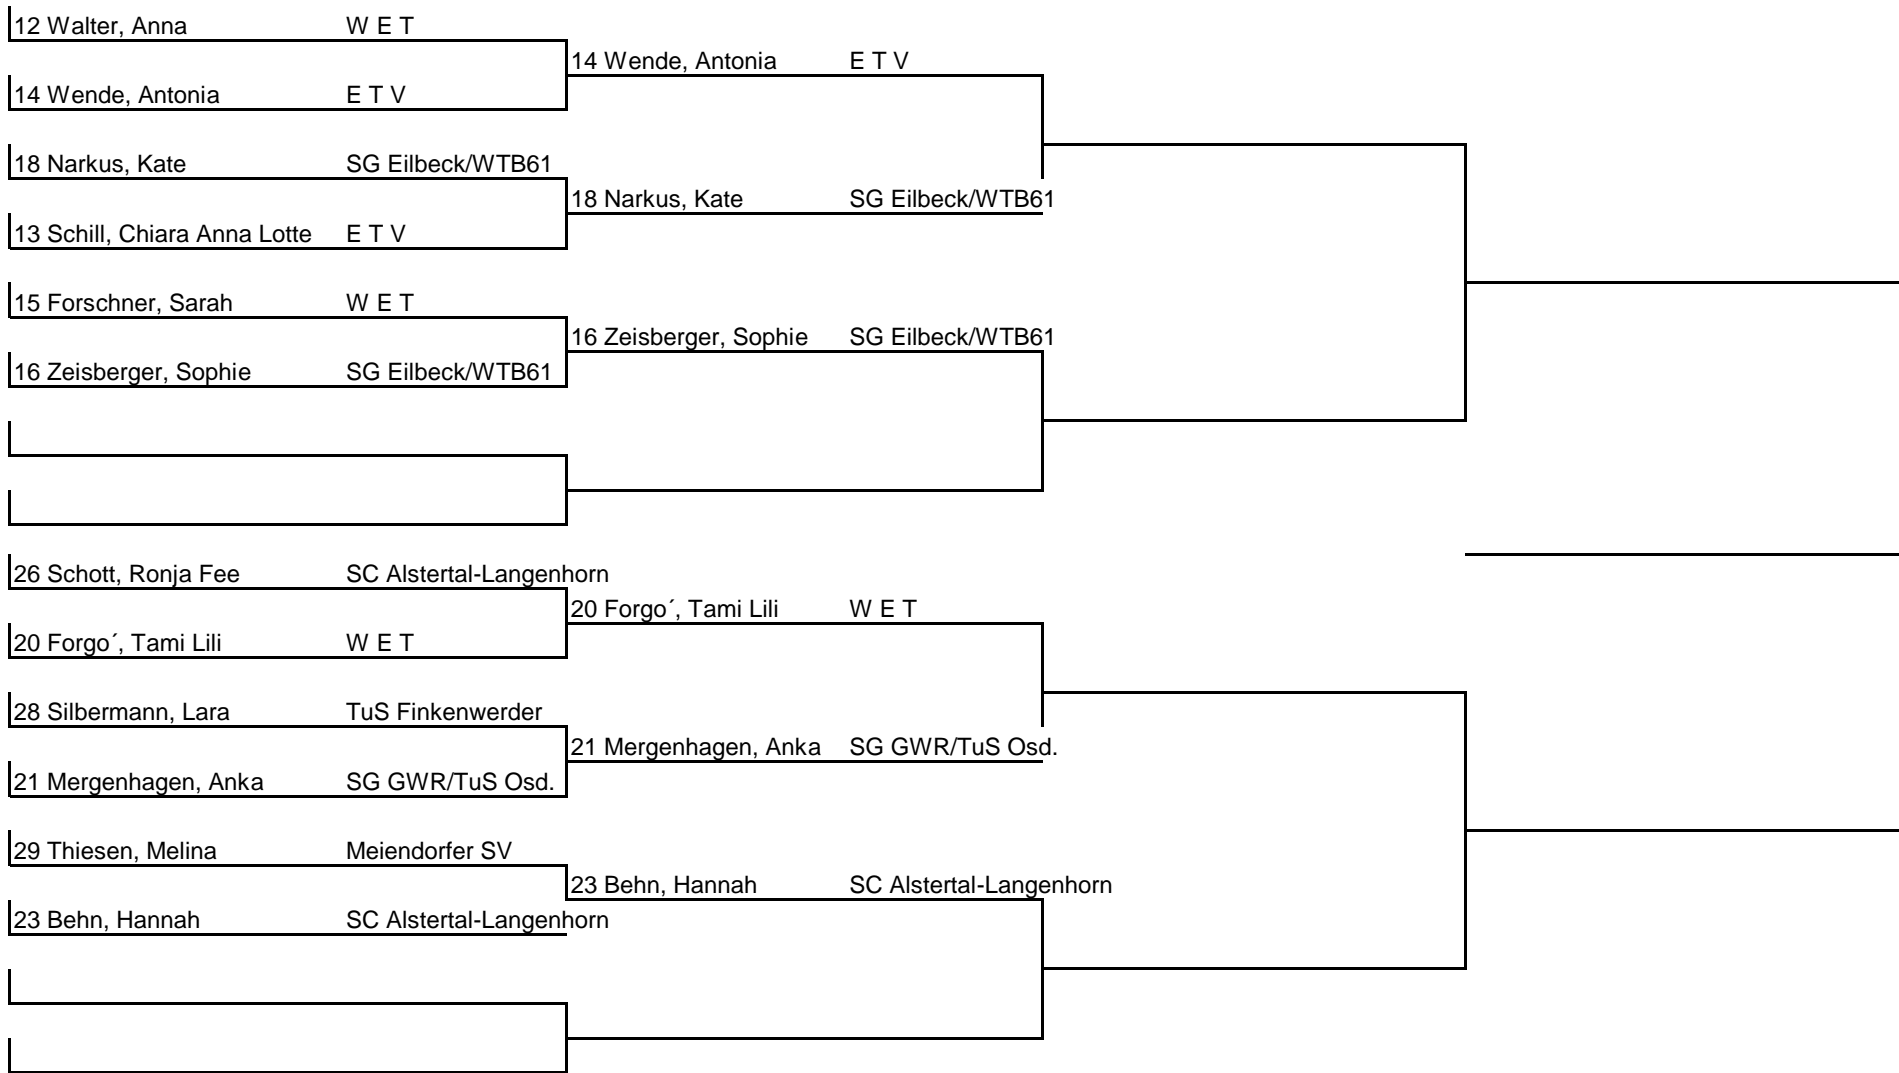 12 Walter, Anna W E T
14 Wende, Antonia E T V
14 Wende, Antonia E T V
18 Narkus, Kate SG Eilbeck/WTB61
18 Narkus, Kate SG Eilbeck/WTB61
13 Schill, Chiara Anna Lotte E T V
15 Forschner, Sarah W E T
16 Zeisberger, Sophie SG Eilbeck/WTB61
16 Zeisberger, Sophie SG Eilbeck/WTB61
26 Schott, Ronja Fee SC Alstertal-Langenhorn
20 Forgo´, Tami Lili W E T
20 Forgo´, Tami Lili W E T
28 Silbermann, Lara TuS Finkenwerder
21 Mergenhagen, Anka SG GWR/TuS Osd.
21 Mergenhagen, Anka SG GWR/TuS Osd.
29 Thiesen, Melina Meiendorfer SV
23 Behn, Hannah SC Alstertal-Langenhorn
23 Behn, Hannah SC Alstertal-Langenhorn